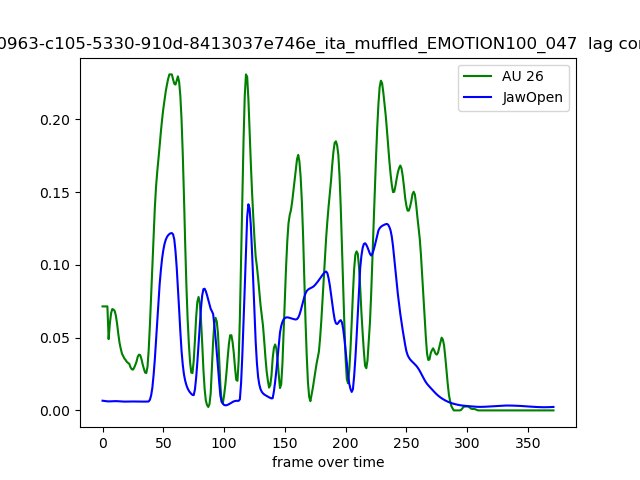 0963-c105-5330-910d-8413037e746e_ita_muffled_EMOTION100_047 lag cor
AU 26
JawOpen
0.20
0.15
0.10
0.05
0.00
0 50 100 150 200 250 300 350
frame over time